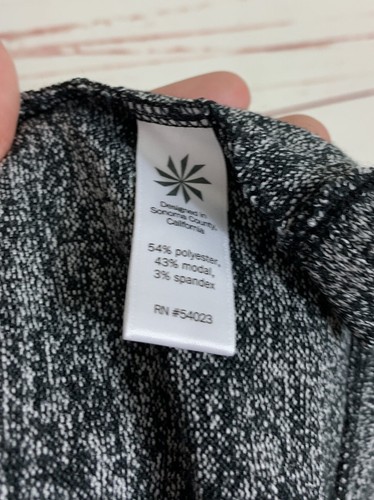 Designed in
Sonoma County,
California
54% polyester,
43% modal,
3% spandex
RN #54023